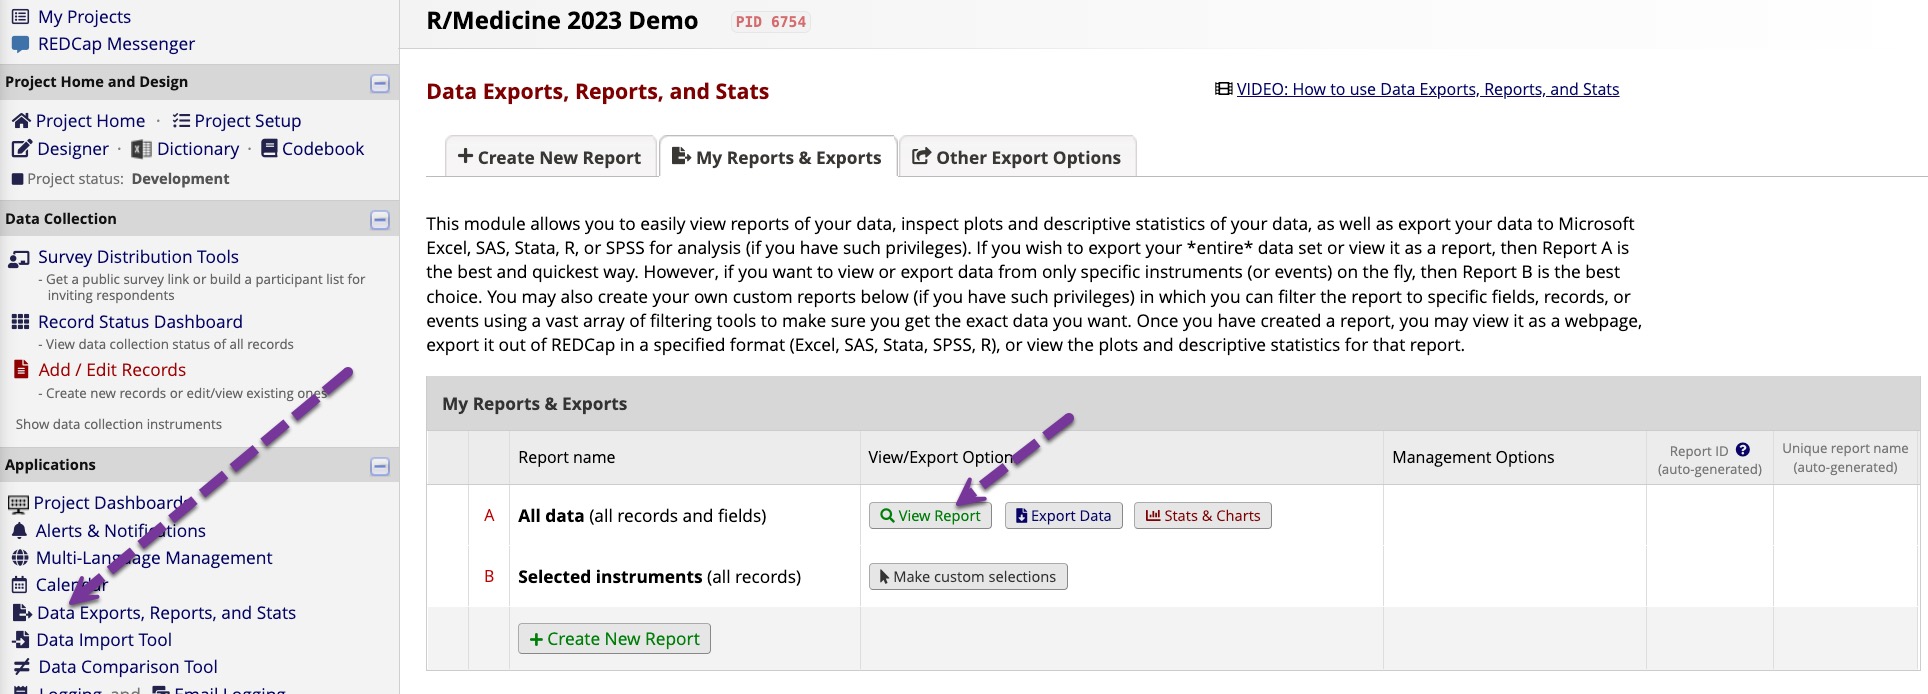 My Projects
REDCap Messenger
Project Home and Design
Project Home · Project Setup
Designer · Dictionary · Codebook
Project status: Development
Data Collection
Survey Distribution Tools
- Get a public survey link or build a participant list for
inviting respondents
Record Status Dashboard
- View data collection status of all records
Add / Edit Records
- Create new records or edit/view existing ones
Show data collection instruments
Applications
Project Dashboards
Alerts & Notifications
Multi-Language Management
Calendar
Data Exports, Reports, and Stats
Data Import Tool
Data Comparison Tool
Logging and Email Logging
R/Medicine 2023 Demo PID 6754
Data Exports, Reports, and Stats
VIDEO: How to use Data Exports, Reports, and Stats
+ Create New Report
My Reports & Exports
Other Export Options
This module allows you to easily view reports of your data, inspect plots and descriptive statistics of your data, as well as export your data to Microsoft
Excel, SAS, Stata, R, or SPSS for analysis (if you have such privileges). If you wish to export your *entire* data set or view it as a report, then Report A is
the best and quickest way. However, if you want to view or export data from only specific instruments (or events) on the fly, then Report B is the best
choice. You may also create your own custom reports below (if you have such privileges) in which you can filter the report to specific fields, records, or
events using a vast array of filtering tools to make sure you get the exact data you want. Once you have created a report, you may view it as a webpage,
export it out of REDCap in a specified format (Excel, SAS, Stata, SPSS, R), or view the plots and descriptive statistics for that report.
My Reports & Exports
Report name
View/Export Options
Management Options
Report ID ?
(auto-generated)
Unique report name
(auto-generated)
A All data (all records and fields) View Report Export Data Stats & Charts
B Selected instruments (all records) Make custom selections
+ Create New Report